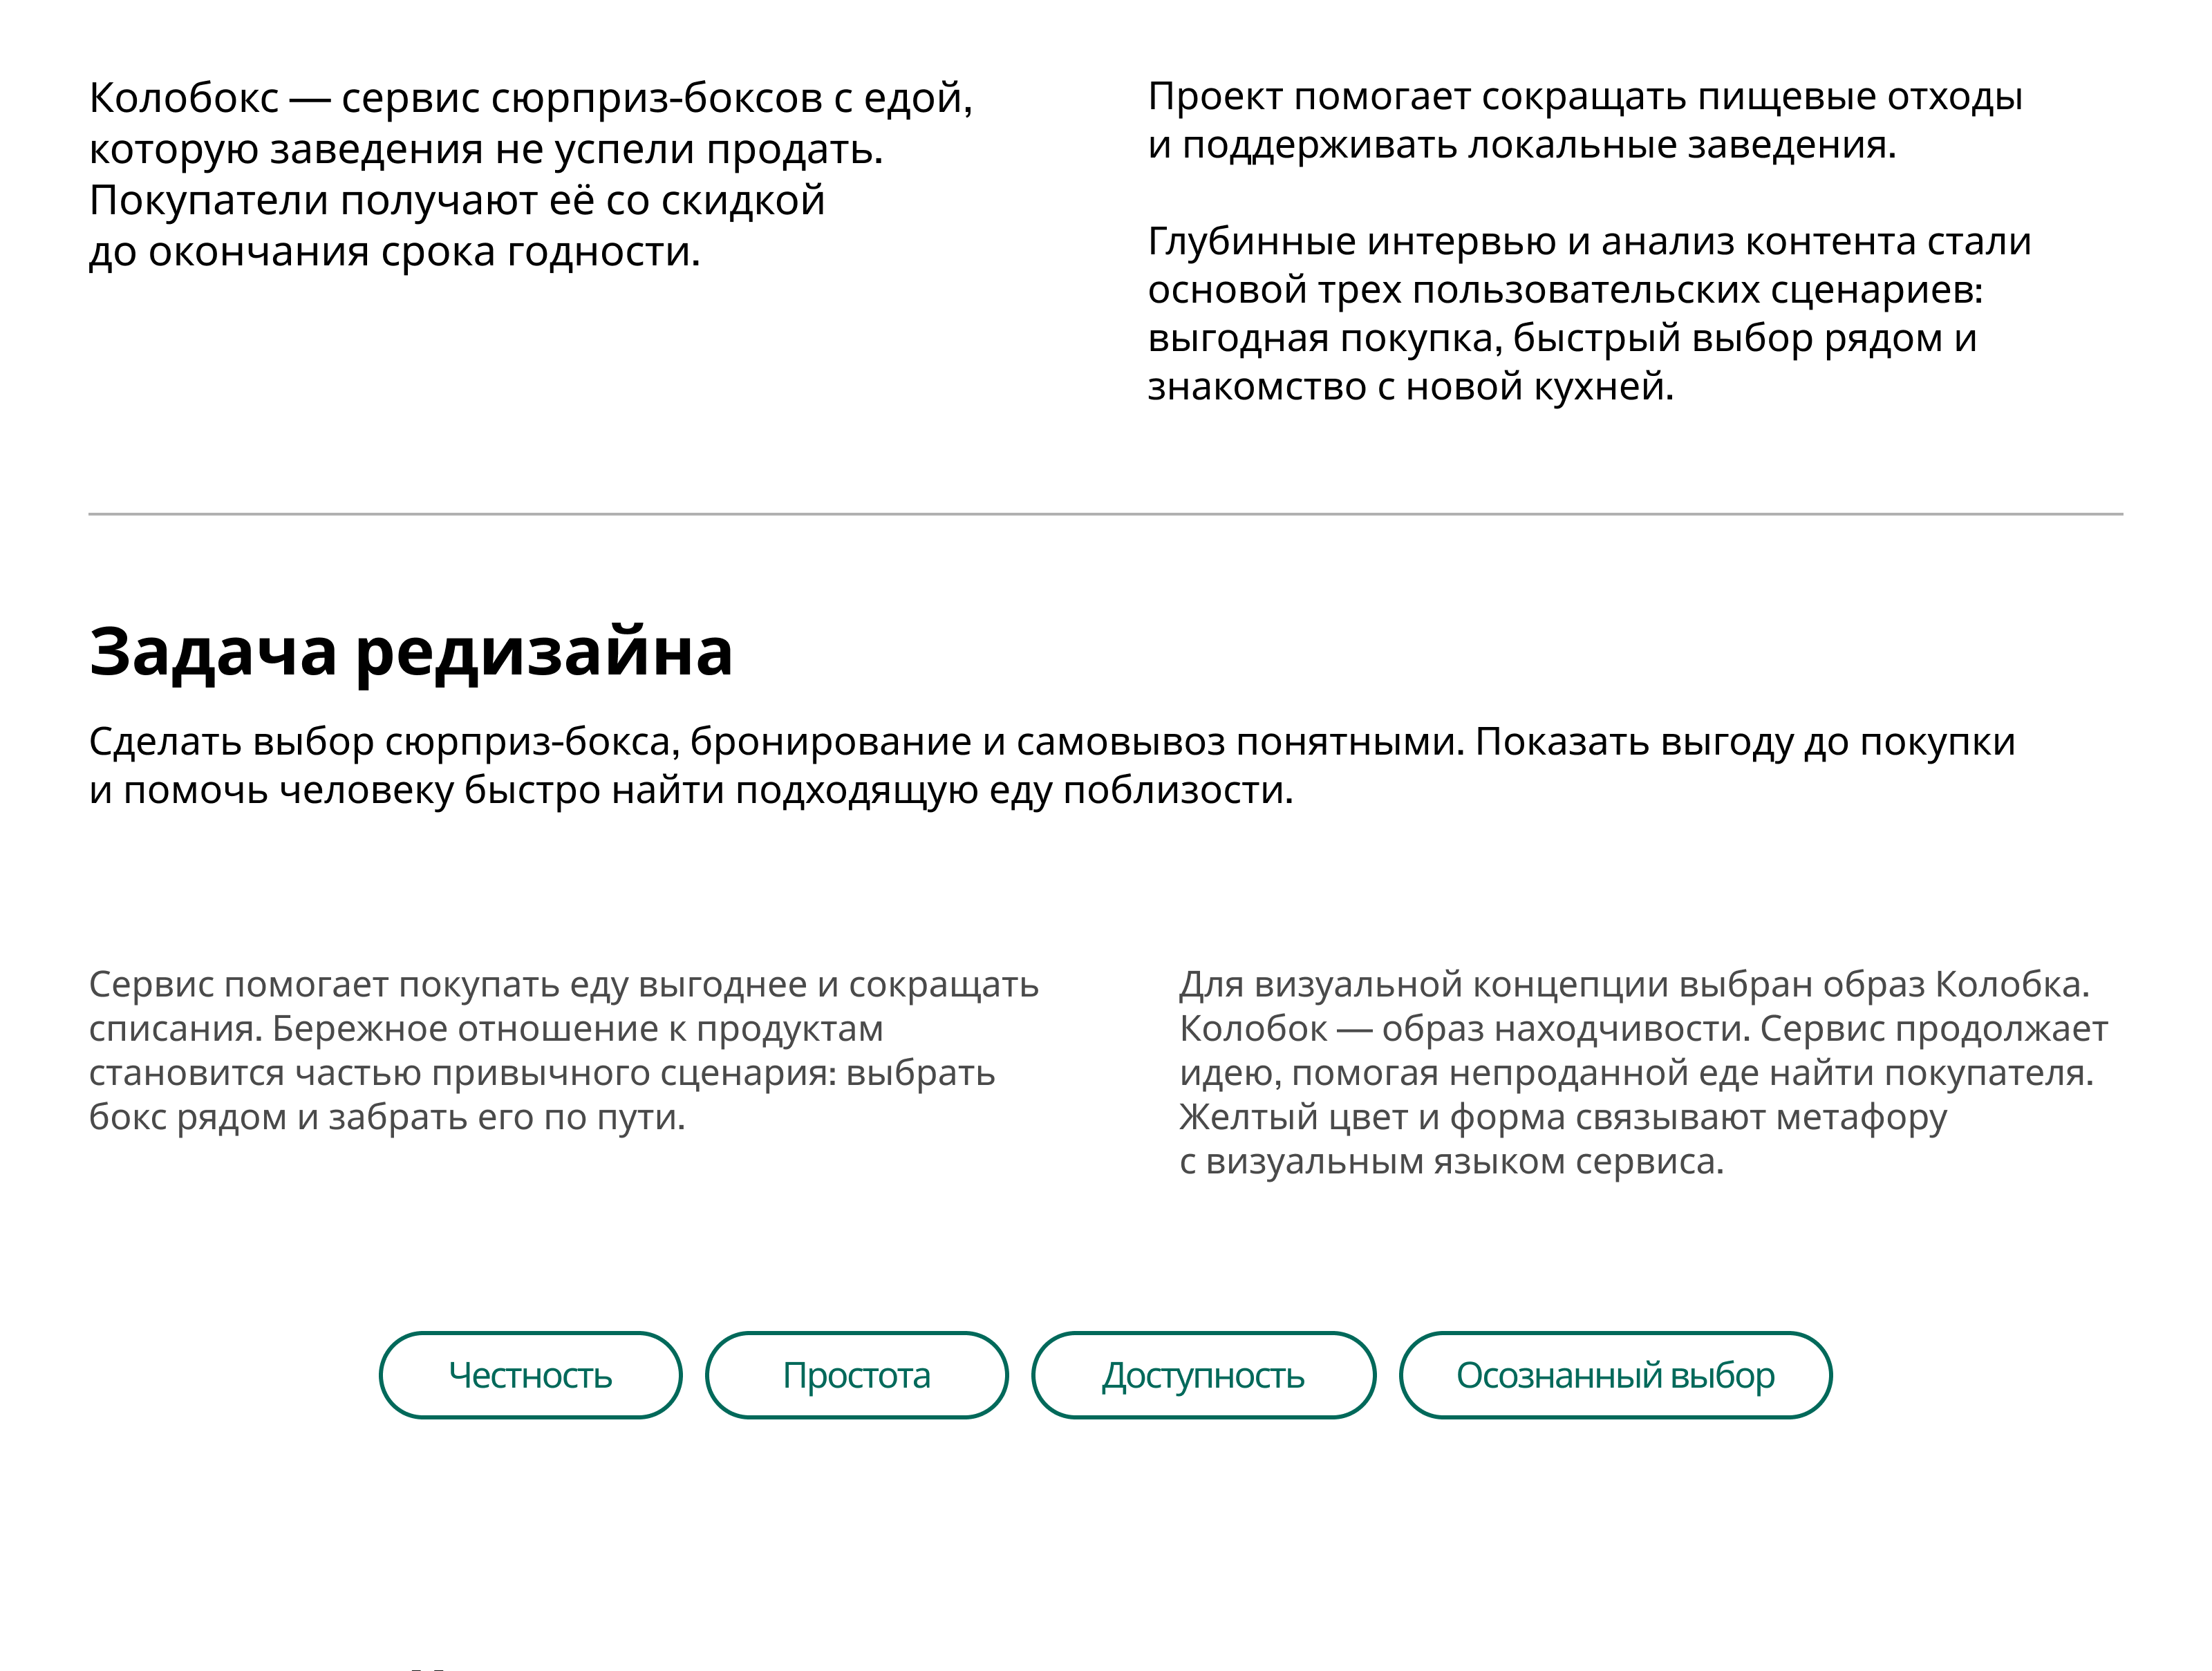 Колобокс — сервис сюрприз-боксов с едой,
которую заведения не успели продать.
Покупатели получают её со скидкой
до окончания срока годности.
Проект помогает сокращать пищевые отходы
и поддерживать локальные заведения.
Глубинные интервью и анализ контента стали
основой трех пользовательских сценариев:
выгодная покупка, быстрый выбор рядом и
знакомство с новой кухней.
Задача редизайна
Сделать выбор сюрприз-бокса, бронирование и самовывоз понятными. Показать выгоду до покупки
и помочь человеку быстро найти подходящую еду поблизости.
Сервис помогает покупать еду выгоднее и сокращать
списания. Бережное отношение к продуктам
становится частью привычного сценария: выбрать
бокс рядом и забрать его по пути.
Для визуальной концепции выбран образ Колобка.
Колобок — образ находчивости. Сервис продолжает
идею, помогая непроданной еде найти покупателя.
Желтый цвет и форма связывают метафору
с визуальным языком сервиса.
Честность
Простота
Доступность
Осознанный выбор